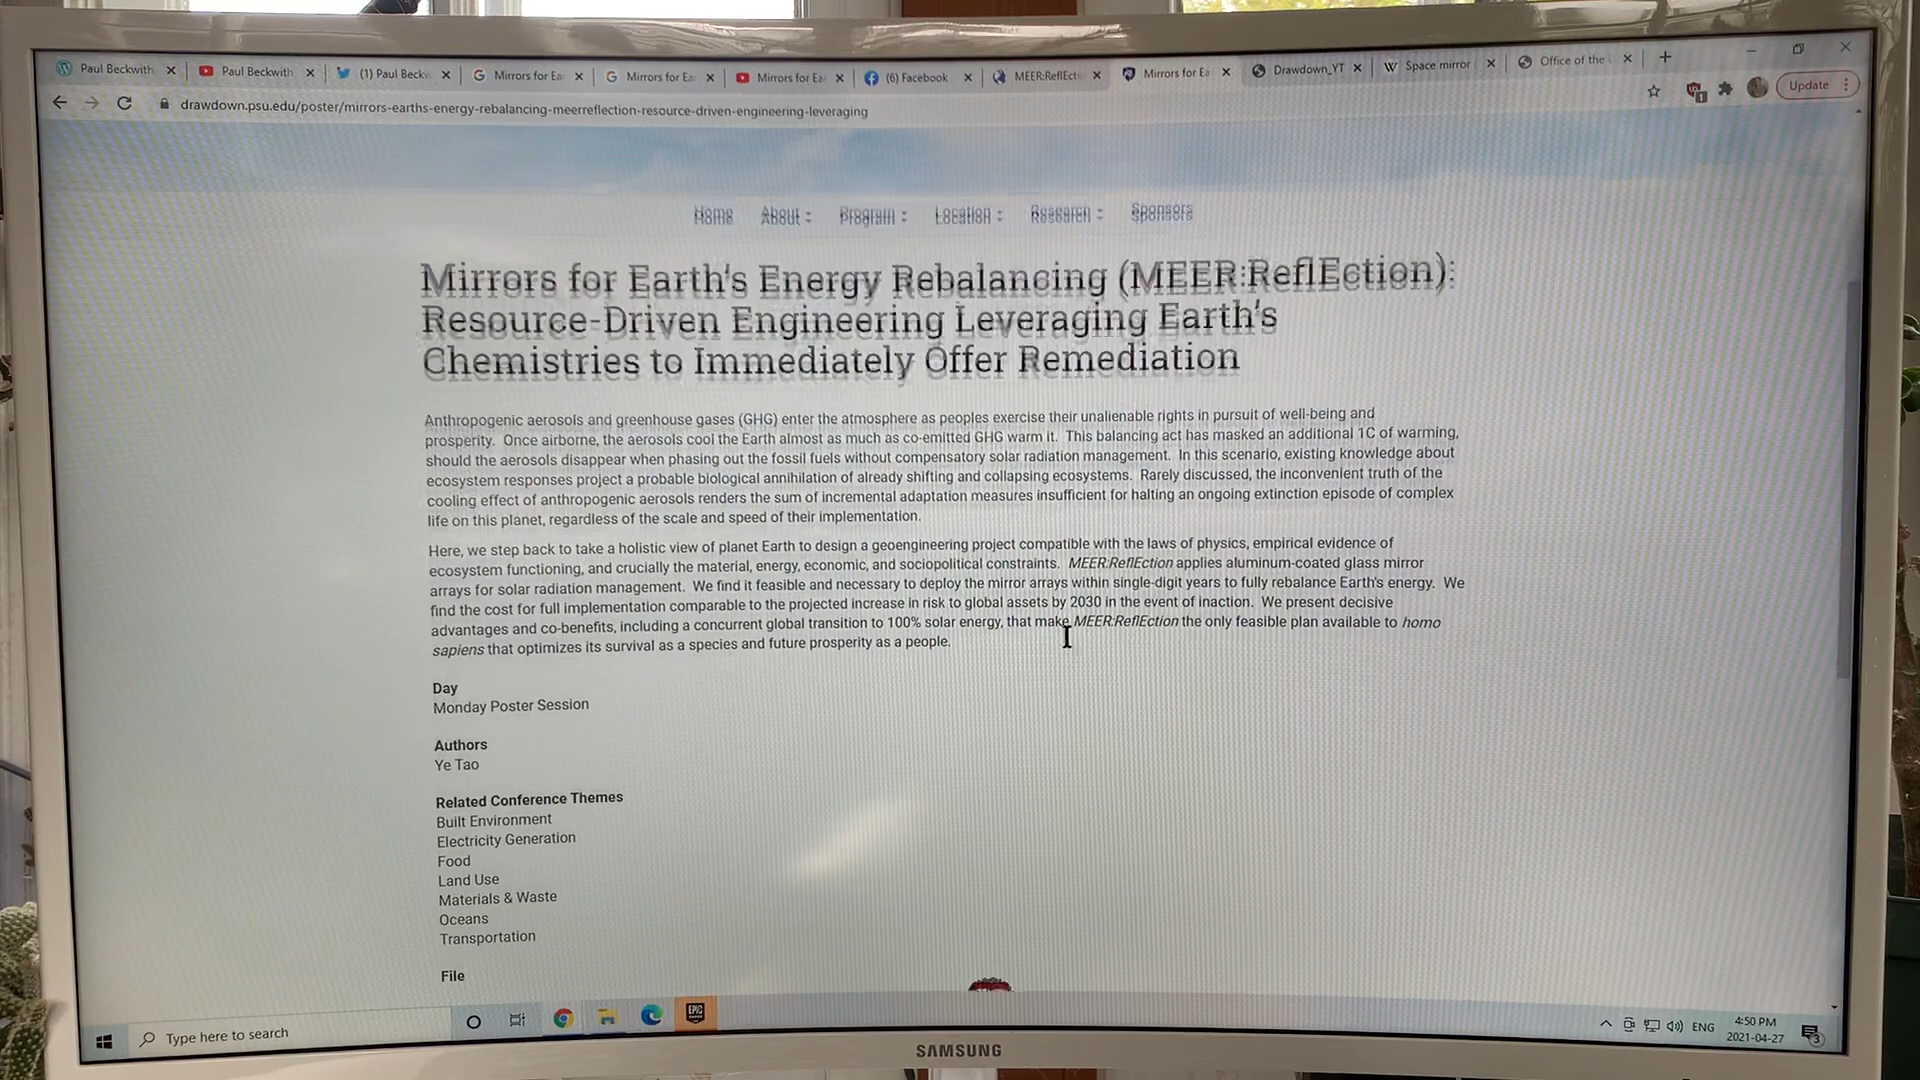 Paul Beckwith
Paul Beckwith
(1) Paul Beckw
Mirrors for Ea
Mirrors for Ea
Mirrors for Ea
(6) Facebook
MEER:ReflEcti
Mirrors for Ea
Drawdown_YT
Space mirror
Office of the
drawdown.psu.edu/poster/mirrors-earths-energy-rebalancing-meerreflection-resource-driven-engineering-leveraging
Update
Home About Program Location Research Sponsors
Mirrors for Earth's Energy Rebalancing (MEER:ReflEction):
Resource-Driven Engineering Leveraging Earth's
Chemistries to Immediately Offer Remediation
Anthropogenic aerosols and greenhouse gases (GHG) enter the atmosphere as peoples exercise their unalienable rights in pursuit of well-being and
prosperity. Once airborne, the aerosols cool the Earth almost as much as co-emitted GHG warm it. This balancing act has masked an additional 1C of warming,
should the aerosols disappear when phasing out the fossil fuels without compensatory solar radiation management. In this scenario, existing knowledge about
ecosystem responses project a probable biological annihilation of already shifting and collapsing ecosystems. Rarely discussed, the inconvenient truth of the
cooling effect of anthropogenic aerosols renders the sum of incremental adaptation measures insufficient for halting an ongoing extinction episode of complex
life on this planet, regardless of the scale and speed of their implementation.
Here, we step back to take a holistic view of planet Earth to design a geoengineering project compatible with the laws of physics, empirical evidence of
ecosystem functioning, and crucially the material, energy, economic, and sociopolitical constraints. MEER:ReflEction applies aluminum-coated glass mirror
arrays for solar radiation management. We find it feasible and necessary to deploy the mirror arrays within single-digit years to fully rebalance Earth's energy. We
find the cost for full implementation comparable to the projected increase in risk to global assets by 2030 in the event of inaction. We present decisive
advantages and co-benefits, including a concurrent global transition to 100% solar energy, that make MEER:ReflEction the only feasible plan available to homo
sapiens that optimizes its survival as a species and future prosperity as a people.
Day
Monday Poster Session
Authors
Ye Tao
Related Conference Themes
Built Environment
Electricity Generation
Food
Land Use
Materials & Waste
Oceans
Transportation
File
Type here to search
EPIC
ENG
4:50 PM
2021-04-27
3
SAMSUNG